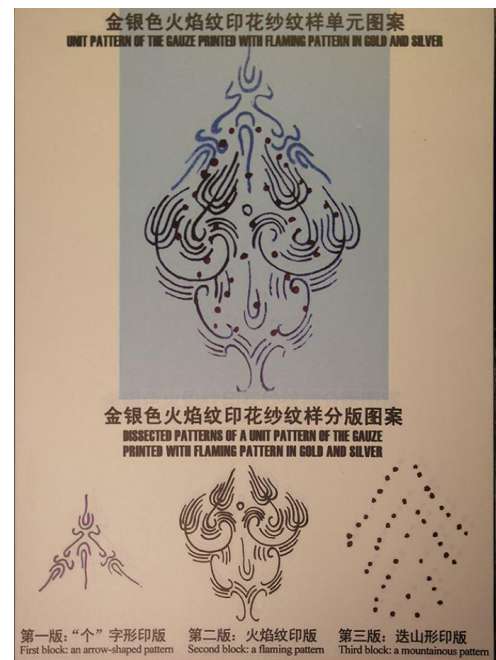 金银色火焰纹印花纱纹样单元图案
UNIT PATTERN OF THE GAUZE PRINTED WITH FLAMING PATTERN IN GOLD AND SILVER
金银色火焰纹印花纱纹样分版图案
DISSECTED PATTERNS OF A UNIT PATTERN OF THE GAUZE
PRINTED WITH FLAMING PATTERN IN GOLD AND SILVER
第一版：“个”字形印版 第二版：火焰纹印版 第三版：迭山形印版
First block: an arrow-shaped pattern Second block: a flaming pattern Third block: a mountainous pattern